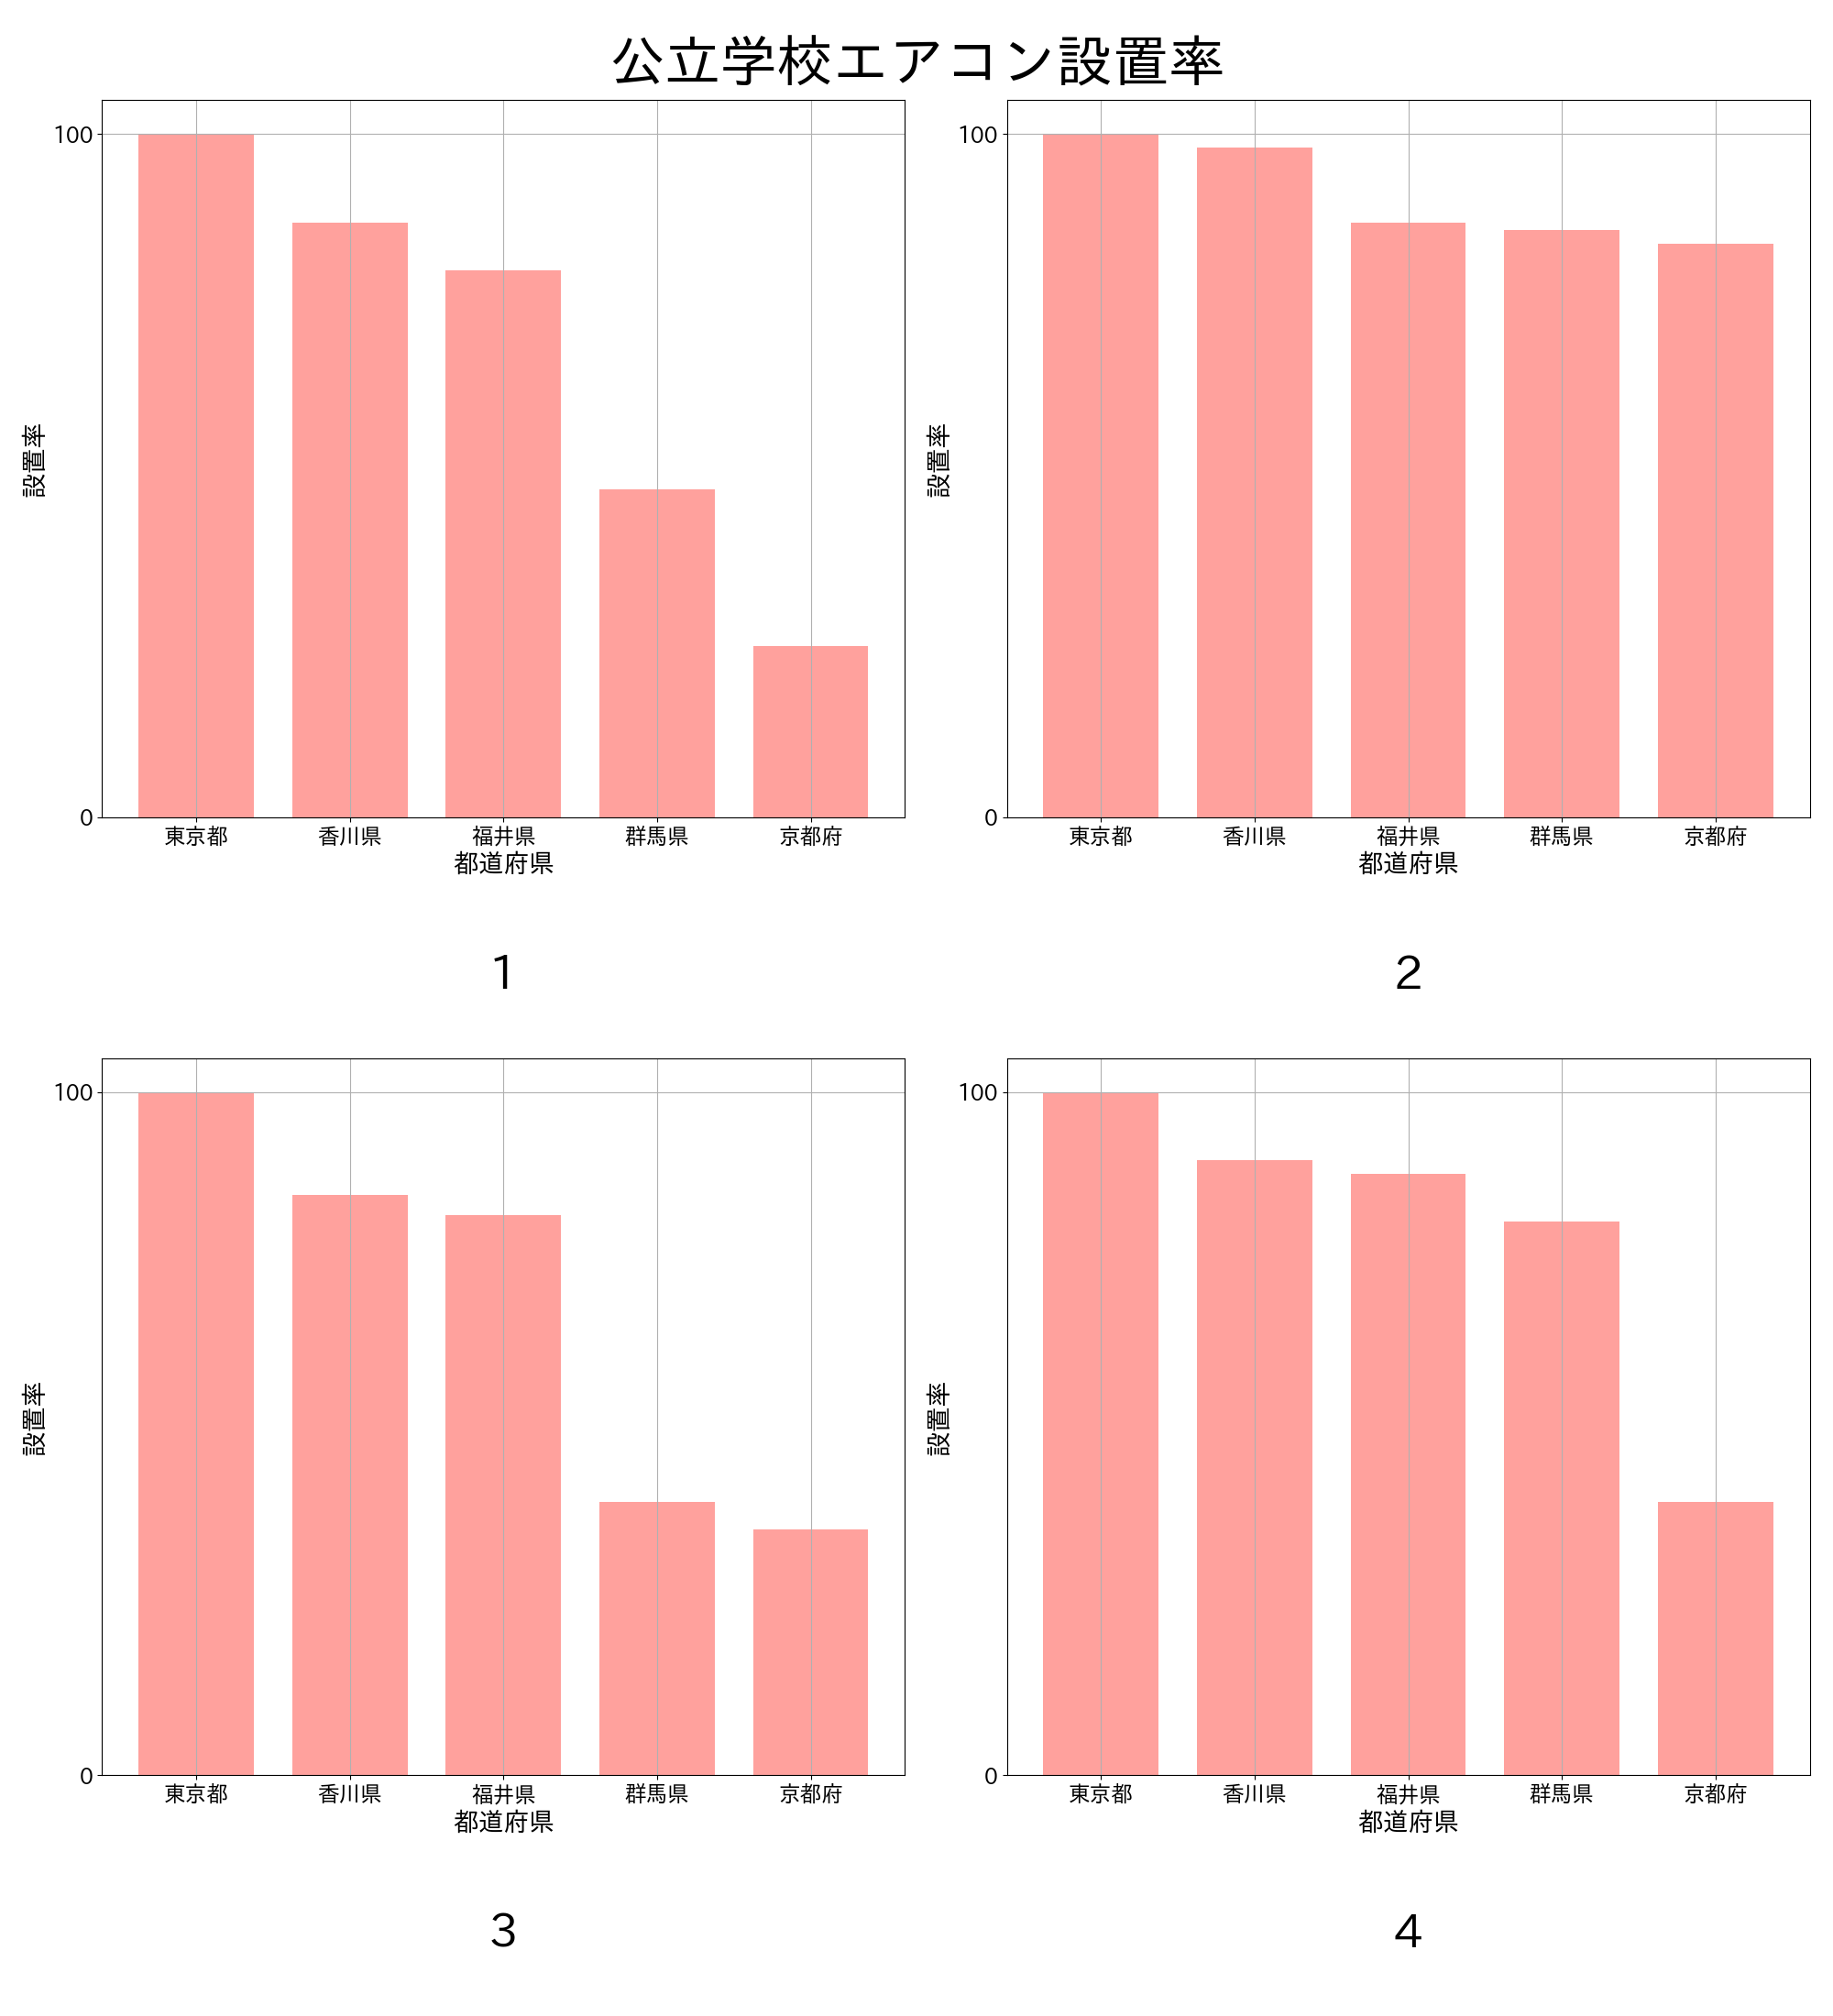 公立学校エアコン設置率
100
設置率
0
東京都 香川県 福井県 群馬県 京都府
都道府県
1
100
設置率
0
東京都 香川県 福井県 群馬県 京都府
都道府県
2
100
設置率
0
東京都 香川県 福井県 群馬県 京都府
都道府県
3
100
設置率
0
東京都 香川県 福井県 群馬県 京都府
都道府県
4